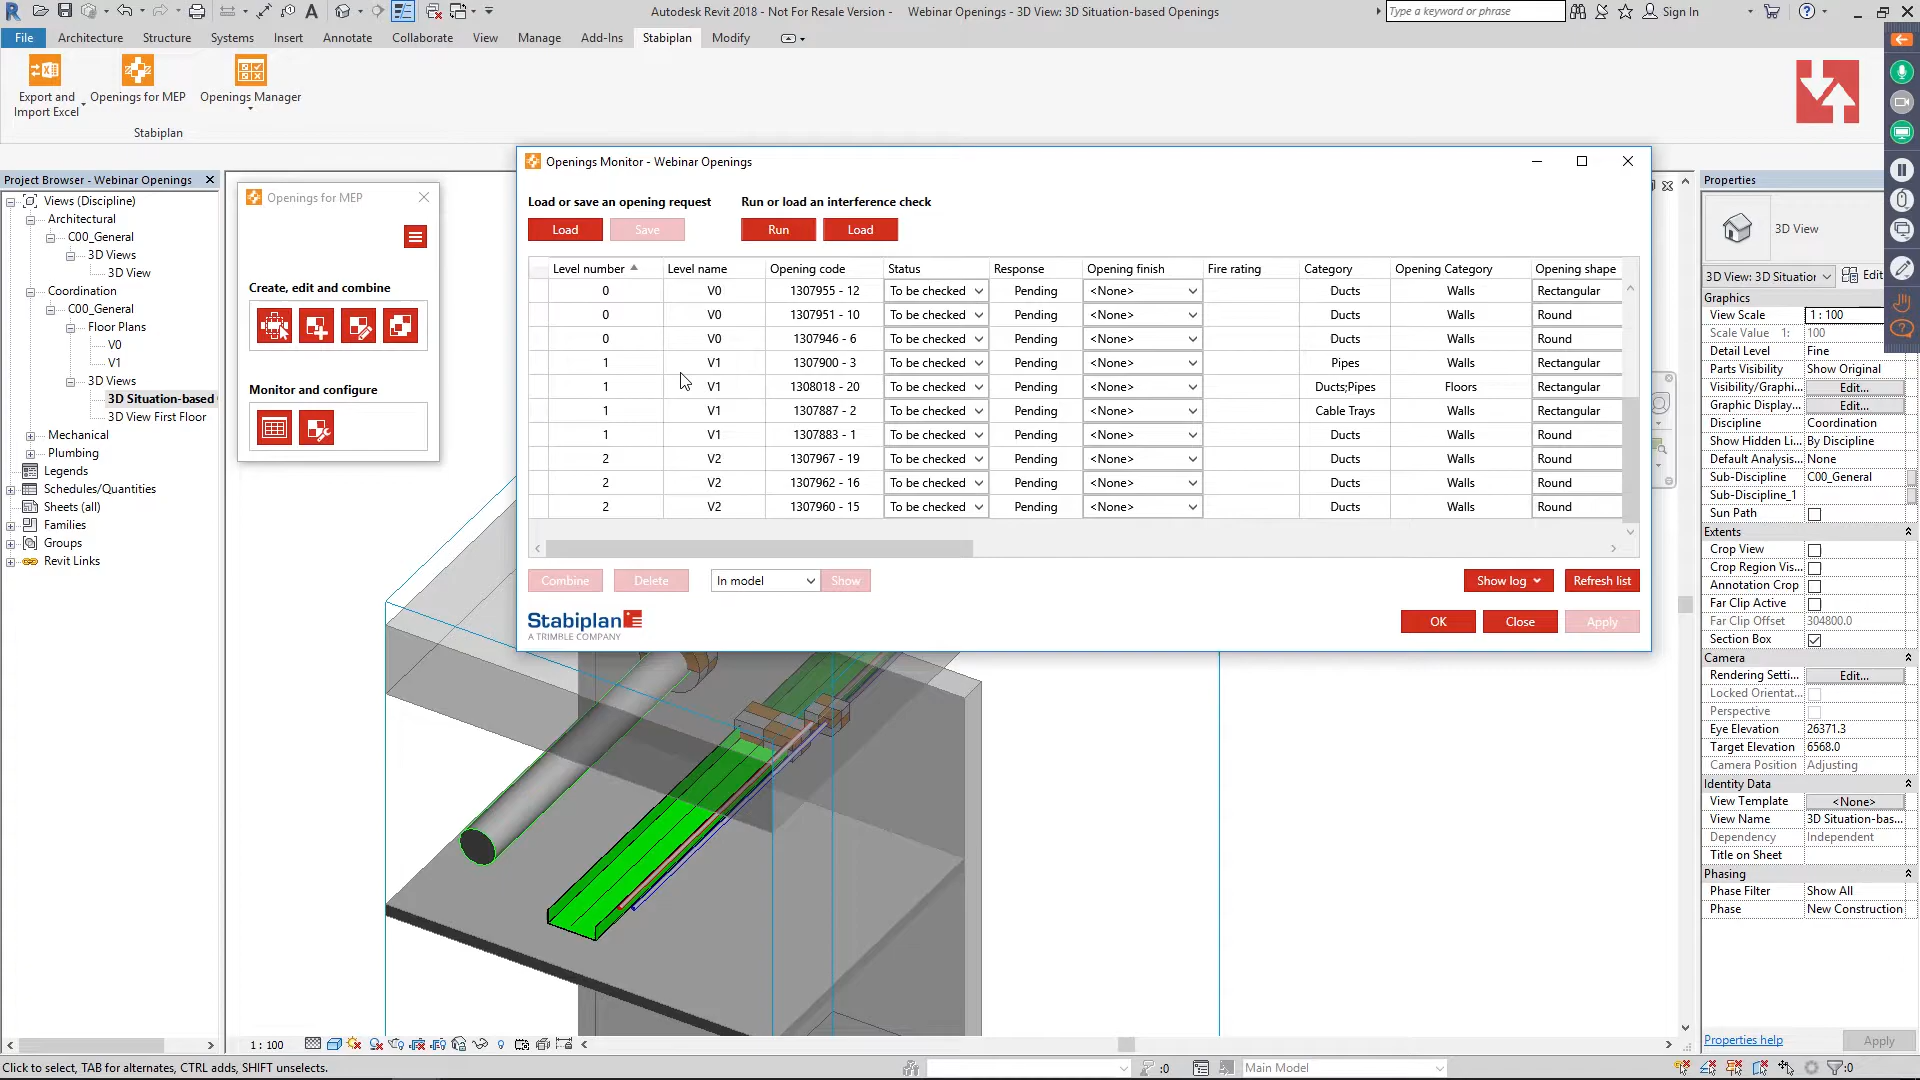 Autodesk Revit 2018 - Not For Resale Version - Webinar Openings - 3D View: 3D Situation-based Openings
Type a keyword or phrase
Sign In
File Architecture Structure Systems Insert Annotate Collaborate View Manage Add-Ins Stabiplan Modify
Export and Import Excel
Openings for MEP
Openings Manager
Stabiplan
Project Browser - Webinar Openings
Views (Discipline)
Architectural
C00_General
3D Views
3D View
Coordination
C00_General
Floor Plans
V0
V1
3D Views
3D Situation-based
3D View First Floor
Mechanical
Plumbing
Legends
Schedules/Quantities
Sheets (all)
Families
Groups
Revit Links
Openings for MEP
Create, edit and combine
Monitor and configure
Openings Monitor - Webinar Openings
Load or save an opening request Run or load an interference check
Load Save Run Load
Level number Level name Opening code Status Response Opening finish Fire rating Category Opening Category Opening shape
0 V0 1307955 - 12 To be checked Pending <None> Ducts Walls Rectangular
0 V0 1307951 - 10 To be checked Pending <None> Ducts Walls Round
0 V0 1307946 - 6 To be checked Pending <None> Ducts Walls Round
1 V1 1307900 - 3 To be checked Pending <None> Pipes Walls Rectangular
1 V1 1308018 - 20 To be checked Pending <None> Ducts;Pipes Floors Rectangular
1 V1 1307887 - 2 To be checked Pending <None> Cable Trays Walls Rectangular
1 V1 1307883 - 1 To be checked Pending <None> Ducts Walls Round
2 V2 1307967 - 19 To be checked Pending <None> Ducts Walls Round
2 V2 1307962 - 16 To be checked Pending <None> Ducts Walls Round
2 V2 1307960 - 15 To be checked Pending <None> Ducts Walls Round
Combine Delete In model Show Show log Refresh list
Stabiplan
A TRIMBLE COMPANY
OK Close Apply
Properties
3D View
3D View: 3D Situation Edit
Graphics
View Scale 1 : 100
Scale Value 1: 100
Detail Level Fine
Parts Visibility Show Original
Visibility/Graphi... Edit...
Graphic Display... Edit...
Discipline Coordination
Show Hidden Li... By Discipline
Default Analysis... None
Sub-Discipline C00_General
Sub-Discipline_1
Sun Path
Extents
Crop View
Crop Region Vis...
Annotation Crop
Far Clip Active
Far Clip Offset 304800.0
Section Box
Camera
Rendering Setti... Edit...
Locked Orientat...
Perspective
Eye Elevation 26371.3
Target Elevation 6568.0
Camera Position Adjusting
Identity Data
View Template <None>
View Name 3D Situation-bas...
Dependency Independent
Title on Sheet
Phasing
Phase Filter Show All
Phase New Construction
Properties help Apply
1 : 100
Click to select, TAB for alternates, CTRL adds, SHIFT unselects.
:0
Main Model
:0